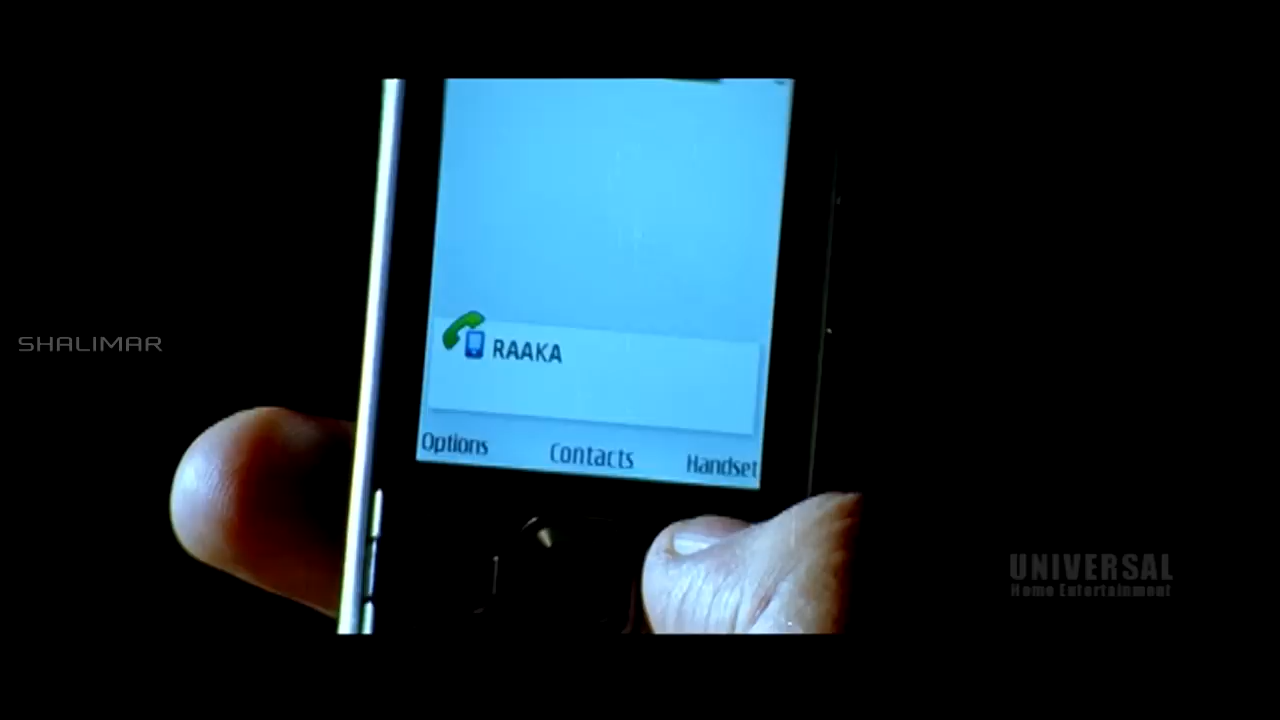 SHALIMAR
RAAKA
Options Contacts Handset
UNIVERSAL
Home Entertainment